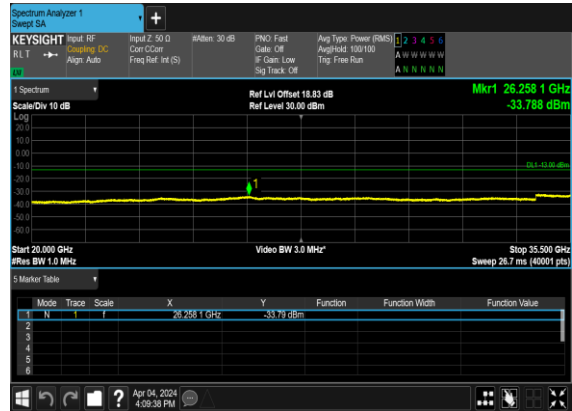 Spectrum Analyzer 1
Swept SA
KEYSIGHT
RLT
Input: RF
Coupling: DC
Align: Auto
Input Z: 50 Ω
Corr CCorr
Freq Ref: Int (S)
#Atten: 30 dB
PNO: Fast
Gate: Off
IF Gain: Low
Sig Track: Off
Avg Type: Power (RMS)
Avg|Hold: 100/100
Trig: Free Run
1 2 3 4 5 6
A W W W W W
A N N N N N
1 Spectrum
Scale/Div 10 dB
Ref Lvl Offset 18.83 dB
Ref Level 30.00 dBm
Mkr1 26.258 1 GHz
-33.788 dBm
Log
20.0
10.0
0.00
-10.0
-20.0
-30.0
-40.0
-50.0
-60.0
DL1 -13.00 dBm
1
Start 20.000 GHz
#Res BW 1.0 MHz
Video BW 3.0 MHz*
Stop 35.500 GHz
Sweep 26.7 ms (40001 pts)
5 Marker Table
Mode Trace Scale X Y Function Function Width Function Value
1 N 1 f 26.258 1 GHz -33.79 dBm
2
3
4
5
6
?
Apr 04, 2024
4:09:38 PM